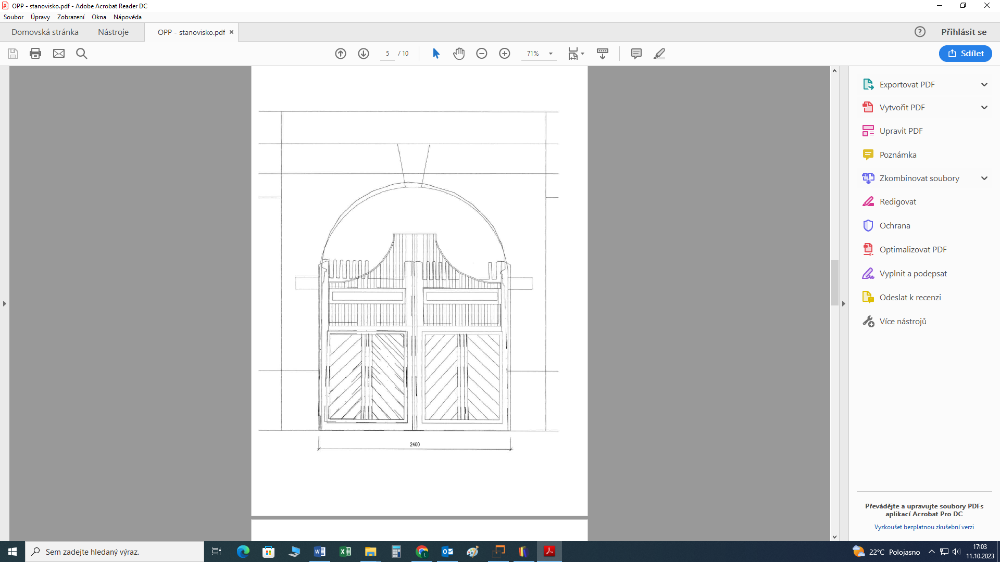 OPP - stanovisko.pdf - Adobe Acrobat Reader DC
Soubor Úpravy Zobrazení Okna Nápověda
Domovská stránka Nástroje OPP - stanovisko.pdf × ? Přihlásit se
5 / 10 71% Sdílet
Exportovat PDF
Vytvořit PDF
Upravit PDF
Poznámka
Zkombinovat soubory
Redigovat
Ochrana
Optimalizovat PDF
Vyplnit a podepsat
Odeslat k recenzi
Více nástrojů
2400
Převádějte a upravujte soubory PDFs
aplikací Acrobat Pro DC
Vyzkoušet bezplatnou zkušební verzi
Sem zadejte hledaný výraz.
22°C Polojasno
17:03
11.10.2023